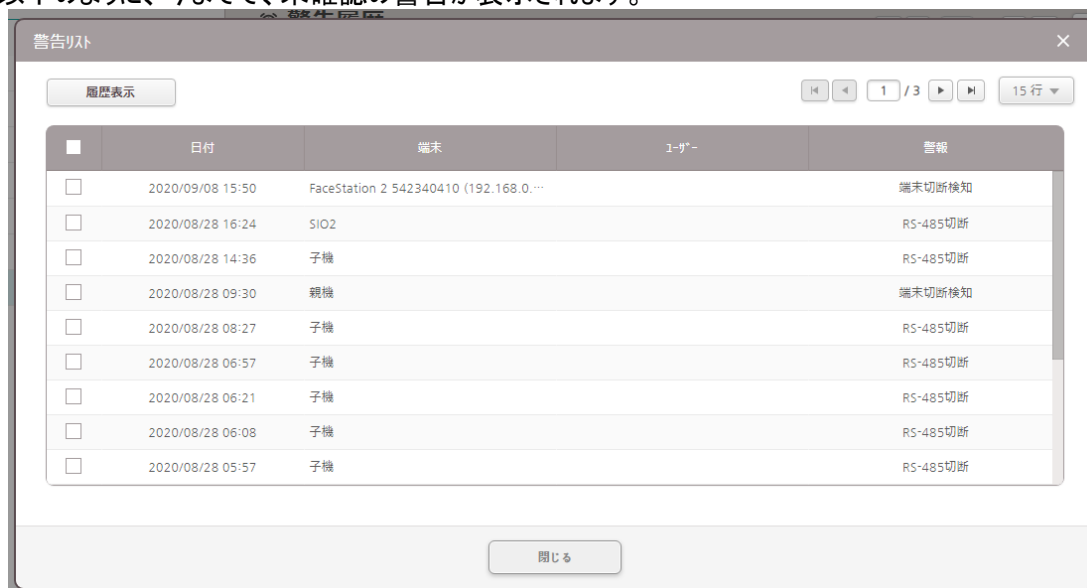 警告履歴
警告リスト
履歴表示
1 / 3
15 行
日付 端末 ユーザー 警報
2020/09/08 15:50 FaceStation 2 542340410 (192.168.0.… 端末切断検知
2020/08/28 16:24 SIO2 RS-485切断
2020/08/28 14:36 子機 RS-485切断
2020/08/28 09:30 親機 端末切断検知
2020/08/28 08:27 子機 RS-485切断
2020/08/28 06:57 子機 RS-485切断
2020/08/28 06:21 子機 RS-485切断
2020/08/28 06:08 子機 RS-485切断
2020/08/28 05:57 子機 RS-485切断
閉じる